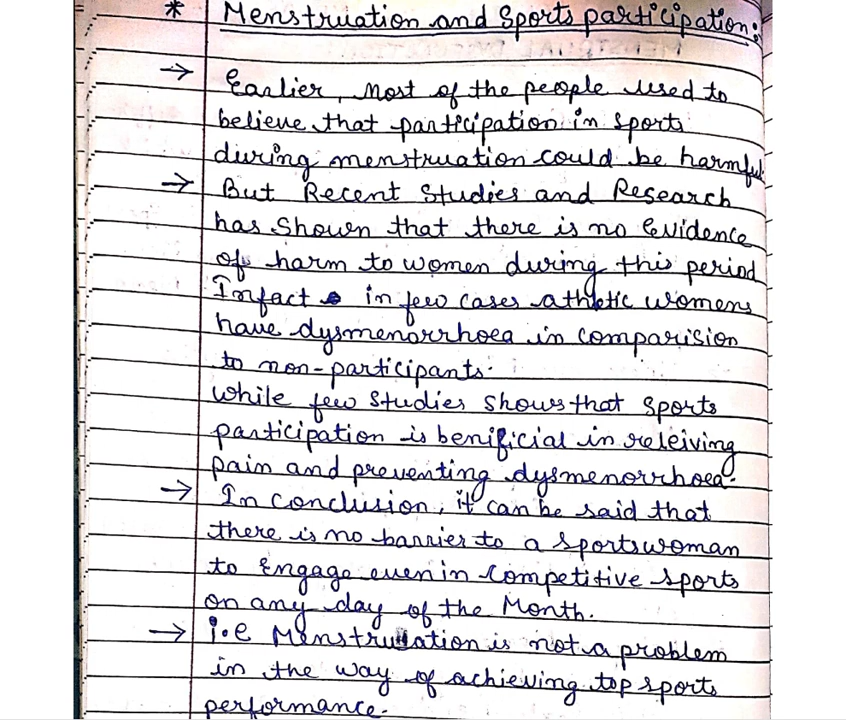 * Menstruation and Sports participation:
→ Earlier, Most of the people used to
believe that participation in sports
during menstruation could be harmful
→ But Recent Studies and Research
has Shown that there is no Evidence
of harm to women during this period
Infact in few cases athletic womens
have dysmenorrhoea in comparision
to non-participants.
while few Studies Shows that Sports
participation is benificial in releiving
pain and preventing dysmenorrhoea.
→ In Conclusion, it can be said that
there is no barrier to a sportswoman
to Engage even in Competitive sports
on any day of the Month.
→ i.e Menstruation is not a problem
in the way of achieving top sports
performance.